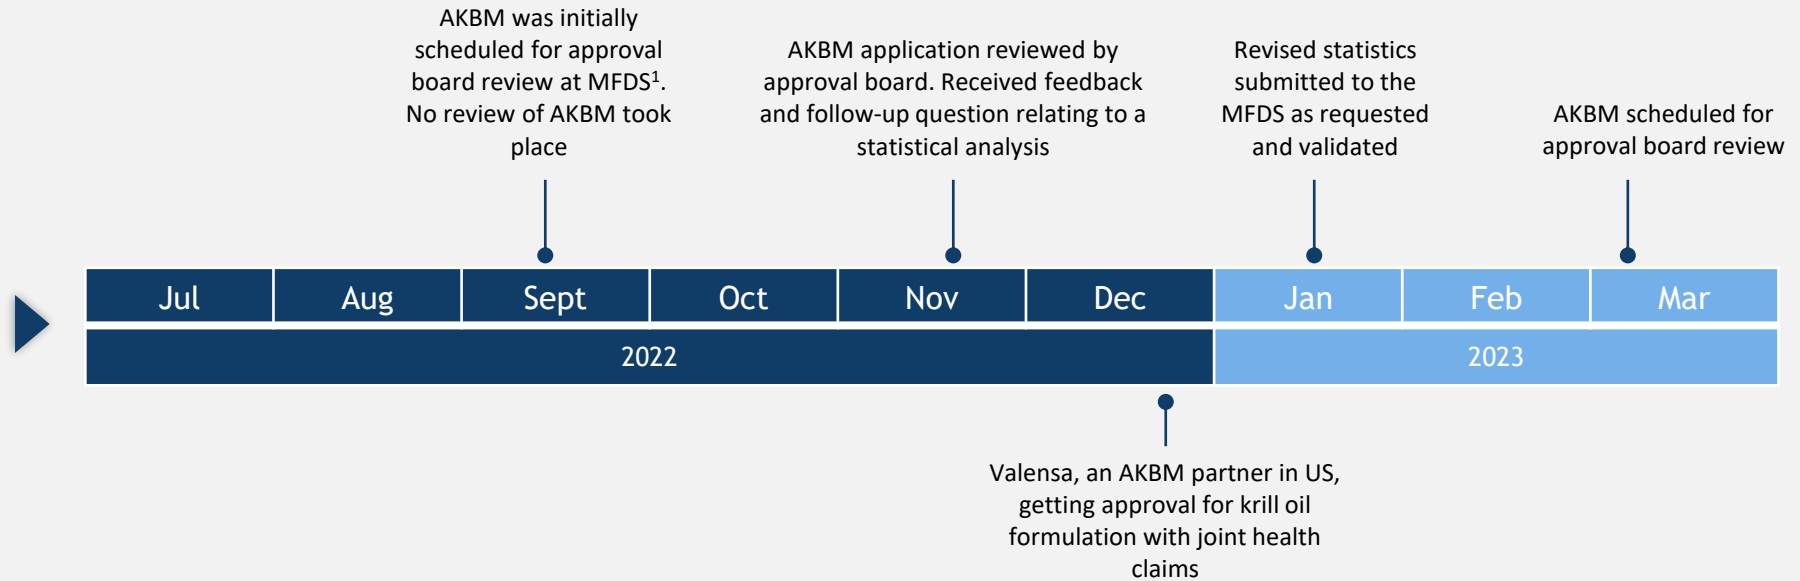 AKBM was initially
scheduled for approval
board review at MFDS¹.
No review of AKBM took
place
AKBM application reviewed by
approval board. Received feedback
and follow-up question relating to a
statistical analysis
Revised statistics
submitted to the
MFDS as requested
and validated
AKBM scheduled for
approval board review
Jul Aug Sept Oct Nov Dec Jan Feb Mar
2022 2023
Valensa, an AKBM partner in US,
getting approval for krill oil
formulation with joint health
claims